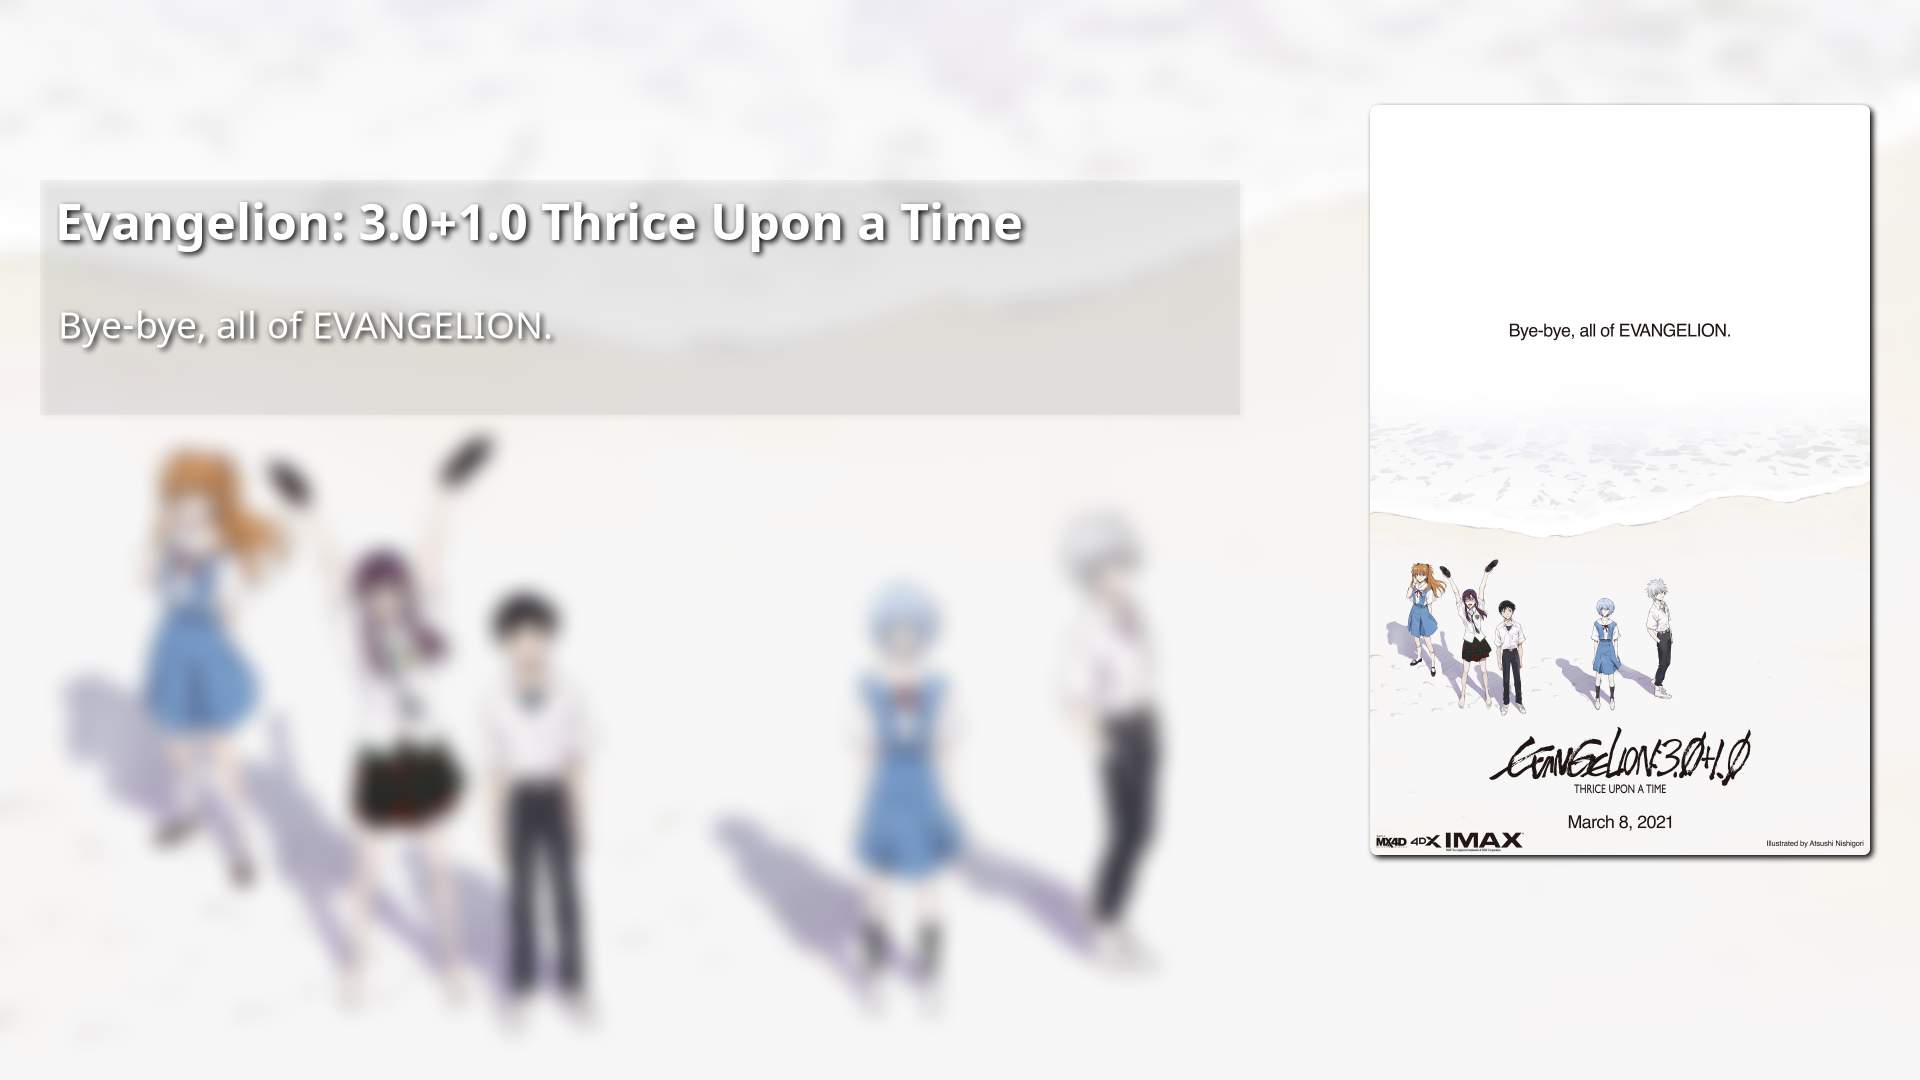 Evangelion: 3.0+1.0 Thrice Upon a Time
Bye-bye, all of EVANGELION.
Bye-bye, all of EVANGELION.
EVANGELION:3.0+1.0
THRICE UPON A TIME
March 8, 2021
MX4D 4DX IMAX
Illustrated by Atsushi Nishigori